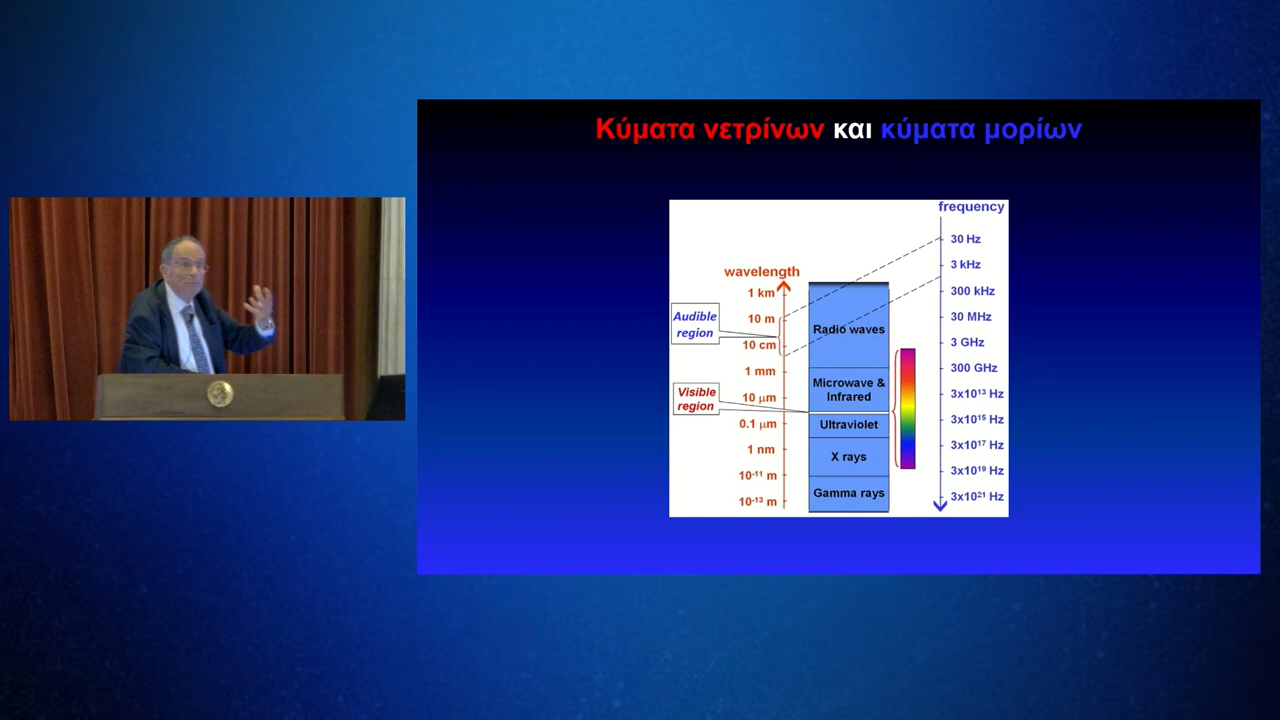 Κύματα νετρίνων και κύματα μορίων
frequency
wavelength
Audible
region
Visible
region
1 km
10 m
10 cm
1 mm
10 μm
0.1 μm
1 nm
10⁻¹¹ m
10⁻¹³ m
Radio waves
Microwave &
Infrared
Ultraviolet
X rays
Gamma rays
30 Hz
3 kHz
300 kHz
30 MHz
3 GHz
300 GHz
3x10¹³ Hz
3x10¹⁵ Hz
3x10¹⁷ Hz
3x10¹⁹ Hz
3x10²¹ Hz